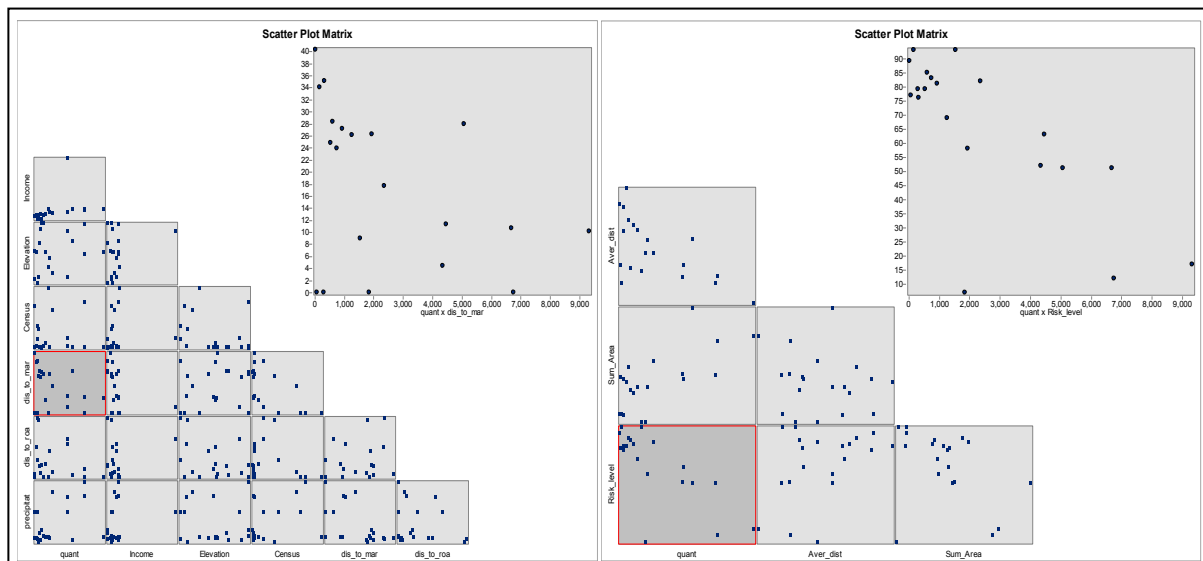 Scatter Plot Matrix
40
38
36
34
32
30
28
26
24
22
20
18
16
14
12
10
8
6
4
2
0
0
1,000
2,000
3,000
4,000
5,000
6,000
7,000
8,000
9,000
quant x dis_to_mar
Income
Elevation
Census
dis_to_mar
dis_to_roa
precipitat
quant
Income
Elevation
Census
dis_to_mar
dis_to_roa
Scatter Plot Matrix
90
85
80
75
70
65
60
55
50
45
40
35
30
25
20
15
10
0
1,000
2,000
3,000
4,000
5,000
6,000
7,000
8,000
9,000
quant x Risk_level
Aver_dist
Sum_Area
Risk_level
quant
Aver_dist
Sum_Area